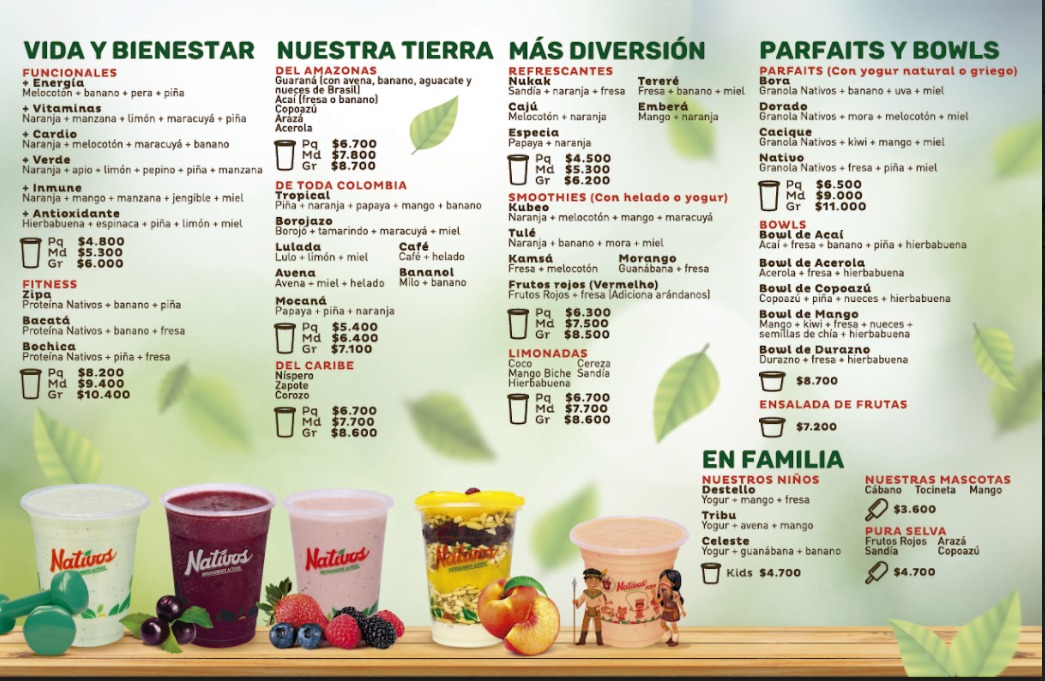 VIDA Y BIENESTAR
FUNCIONALES
+ Energía
Melocotón + banano + pera + piña
+ Vitaminas
Naranja + manzana + limón + maracuyá + piña
+ Cardio
Naranja + melocotón + maracuyá + banano
+ Verde
Naranja + apio + limón + pepino + piña + manzana
+ Inmune
Naranja + mango + manzana + jengible + miel
+ Antioxidante
Hierbabuena + espinaca + piña + limón + miel
Pq $4.800
Md $5.300
Gr $6.000
FITNESS
Zipa
Proteína Nativos + banano + piña
Bacatá
Proteína Nativos + banano + fresa
Bochica
Proteína Nativos + piña + fresa
Pq $8.200
Md $9.400
Gr $10.400
NUESTRA TIERRA
DEL AMAZONAS
Guaraná (con avena, banano, aguacate y
nueces de Brasil)
Acaí (fresa o banano)
Copoazú
Arazá
Acerola
Pq $6.700
Md $7.800
Gr $8.700
DE TODA COLOMBIA
Tropical
Piña + naranja + papaya + mango + banano
Borojazo
Borojó + tamarindo + maracuyá + miel
Lulada
Lulo + limón + miel
Café
Café + helado
Avena
Avena + miel + helado
Bananol
Milo + banano
Mocaná
Papaya + piña + naranja
Pq $5.400
Md $6.400
Gr $7.100
DEL CARIBE
Níspero
Zapote
Corozo
Pq $6.700
Md $7.700
Gr $8.600
MÁS DIVERSIÓN
REFRESCANTES
Nukak
Sandía + naranja + fresa
Tereré
Fresa + banano + miel
Cajú
Melocotón + naranja
Emberá
Mango + naranja
Especia
Papaya + naranja
Pq $4.500
Md $5.300
Gr $6.200
SMOOTHIES (Con helado o yogur)
Kubeo
Naranja + melocotón + mango + maracuyá
Tulé
Naranja + banano + mora + miel
Kamsá
Fresa + melocotón
Morango
Guanábana + fresa
Frutos rojos (Vermelho)
Frutos Rojos + fresa (Adiciona arándanos)
Pq $6.300
Md $7.500
Gr $8.500
LIMONADAS
Coco Cereza
Mango Biche Sandía
Hierbabuena
Pq $6.700
Md $7.700
Gr $8.600
PARFAITS Y BOWLS
PARFAITS (Con yogur natural o griego)
Bora
Granola Nativos + banano + uva + miel
Dorado
Granola Nativos + mora + melocotón + miel
Cacique
Granola Nativos + kiwi + mango + miel
Nativo
Granola Nativos + fresa + piña + miel
Pq $6.500
Md $9.000
Gr $11.000
BOWLS
Bowl de Acaí
Acaí + fresa + banano + piña + hierbabuena
Bowl de Acerola
Acerola + fresa + hierbabuena
Bowl de Copoazú
Copoazú + piña + nueces + hierbabuena
Bowl de Mango
Mango + kiwi + fresa + nueces +
semillas de chía + hierbabuena
Bowl de Durazno
Durazno + fresa + hierbabuena
$8.700
ENSALADA DE FRUTAS
$7.200
EN FAMILIA
NUESTROS NIÑOS
Destello
Yogur + mango + fresa
Tribu
Yogur + avena + mango
Celeste
Yogur + guanábana + banano
Kids $4.700
NUESTRAS MASCOTAS
Cábano Tocineta Mango
$3.600
PURA SELVA
Frutos Rojos Arazá
Sandía Copoazú
$4.700
Nativos
Nativos
Nativos
Nativos
Nativos